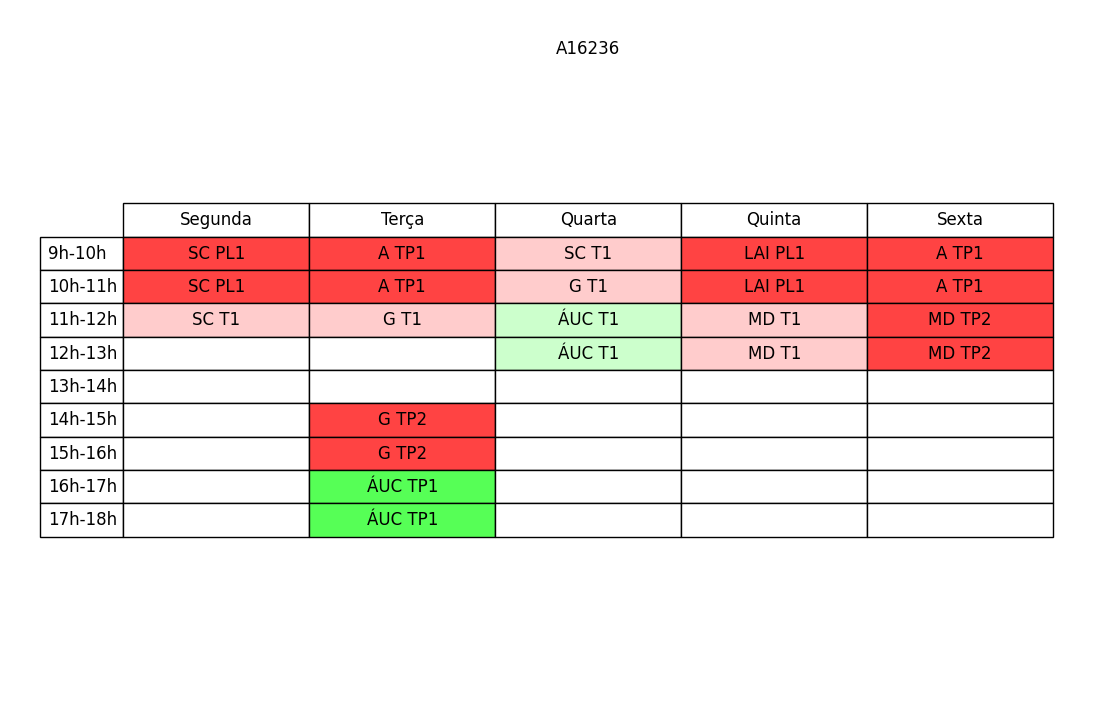 A16236
Segunda Terça Quarta Quinta Sexta
9h-10h SC PL1 A TP1 SC T1 LAI PL1 A TP1
10h-11h SC PL1 A TP1 G T1 LAI PL1 A TP1
11h-12h SC T1 G T1 ÁUC T1 MD T1 MD TP2
12h-13h ÁUC T1 MD T1 MD TP2
13h-14h
14h-15h G TP2
15h-16h G TP2
16h-17h ÁUC TP1
17h-18h ÁUC TP1